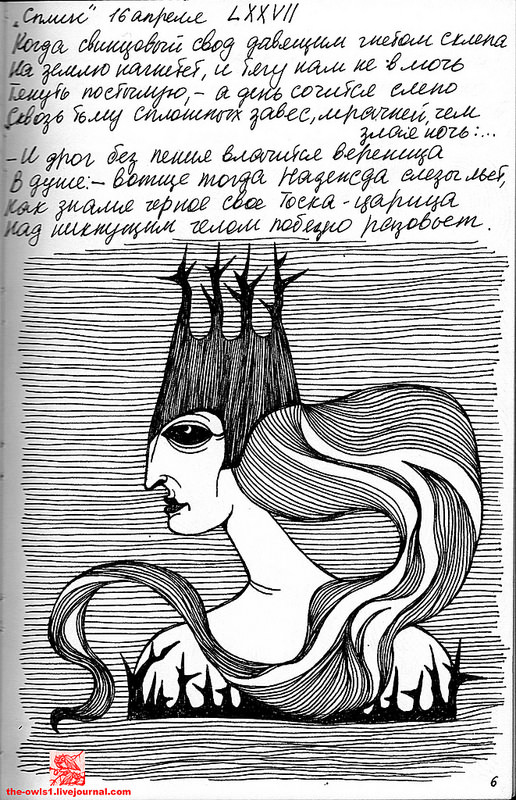 „Сплин“ 16 апреля LXXVII
Когда свинцовый свод давящим гнетом склепа
На землю нагнетет, и тягу нам не в мочь
Тянуть постылую, – а день сочится слепо
Сквозь тьму сплошных завес, мрачней, чем
злая ночь:...
– И дрог без пения влачится вереница
В душе: – вотще тогда Надежда слезы льет,
Как знамя черное свое Тоска-царица
Над никнущим челом победно разовьет.
6
the-owls1.livejournal.com